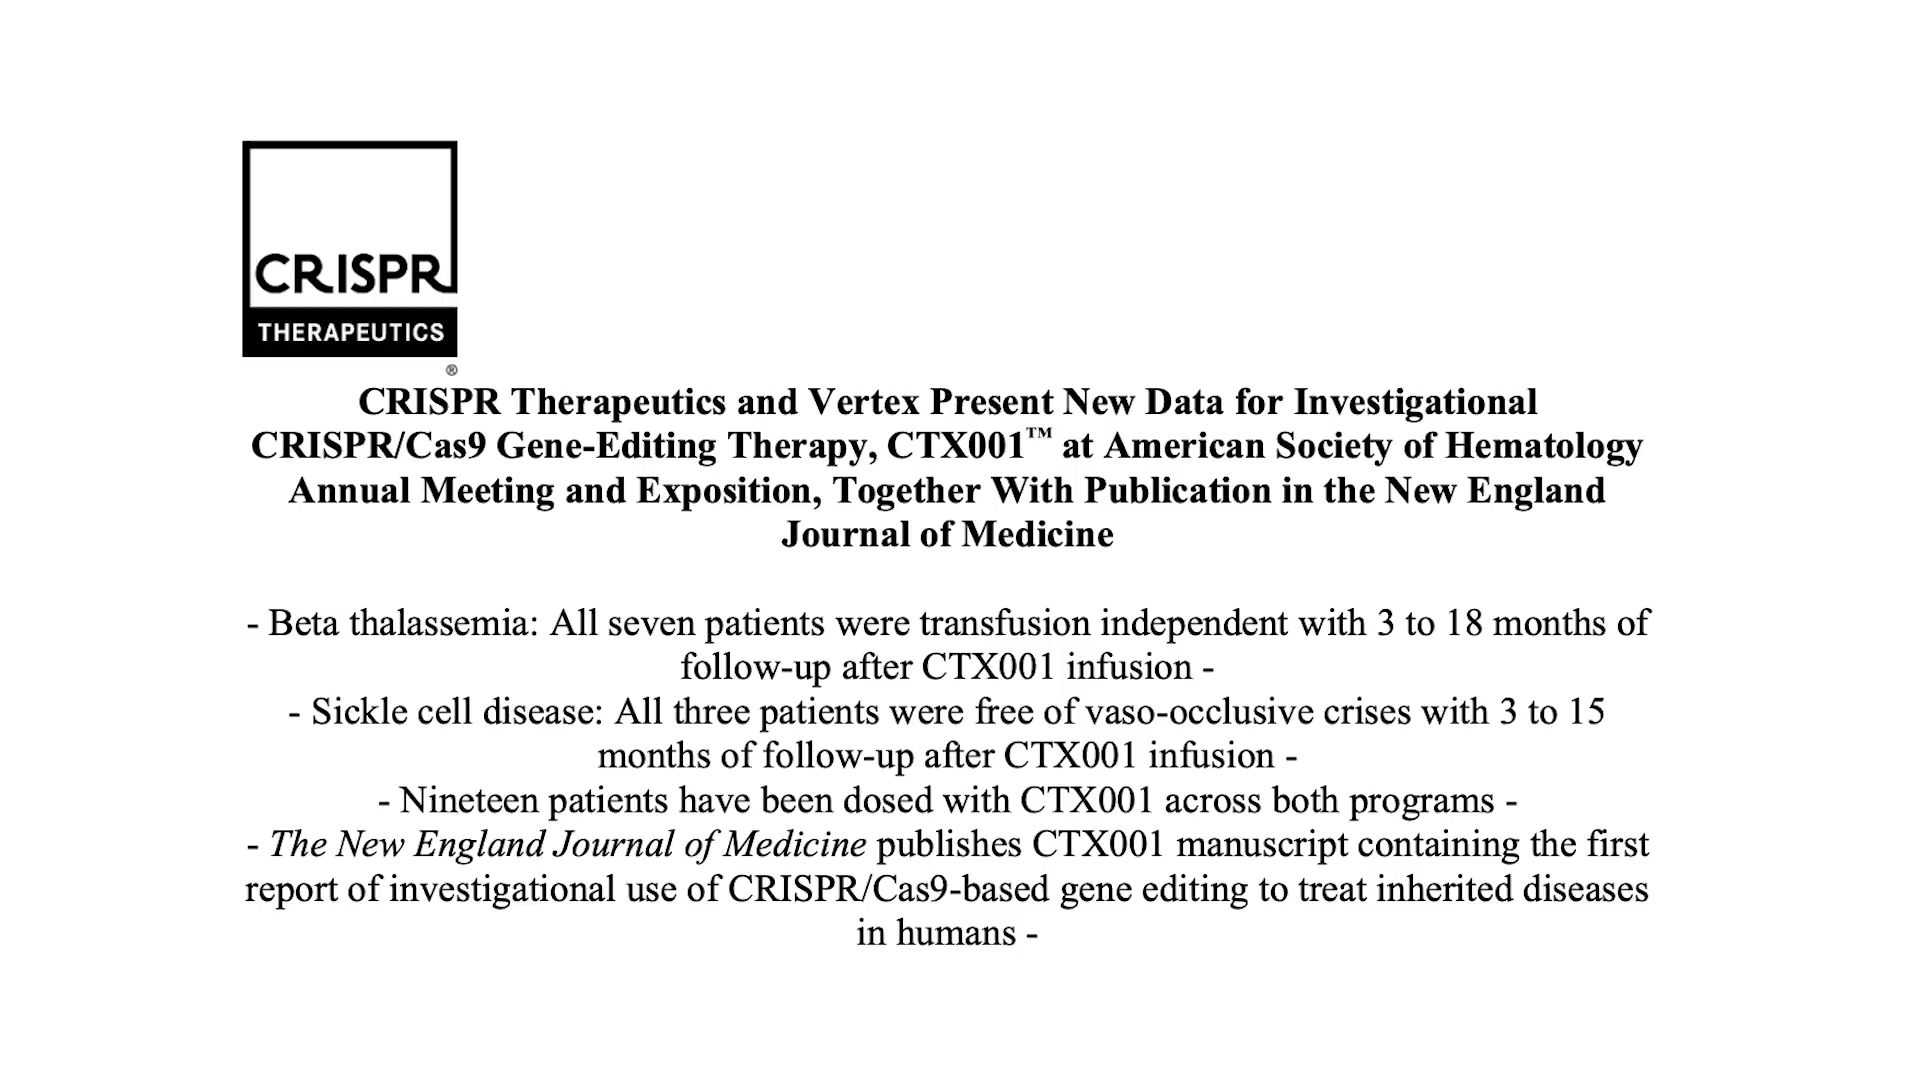 CRISPR
THERAPEUTICS
®
CRISPR Therapeutics and Vertex Present New Data for Investigational
CRISPR/Cas9 Gene-Editing Therapy, CTX001™ at American Society of Hematology
Annual Meeting and Exposition, Together With Publication in the New England
Journal of Medicine
- Beta thalassemia: All seven patients were transfusion independent with 3 to 18 months of
follow-up after CTX001 infusion -
- Sickle cell disease: All three patients were free of vaso-occlusive crises with 3 to 15
months of follow-up after CTX001 infusion -
- Nineteen patients have been dosed with CTX001 across both programs -
- The New England Journal of Medicine publishes CTX001 manuscript containing the first
report of investigational use of CRISPR/Cas9-based gene editing to treat inherited diseases
in humans -